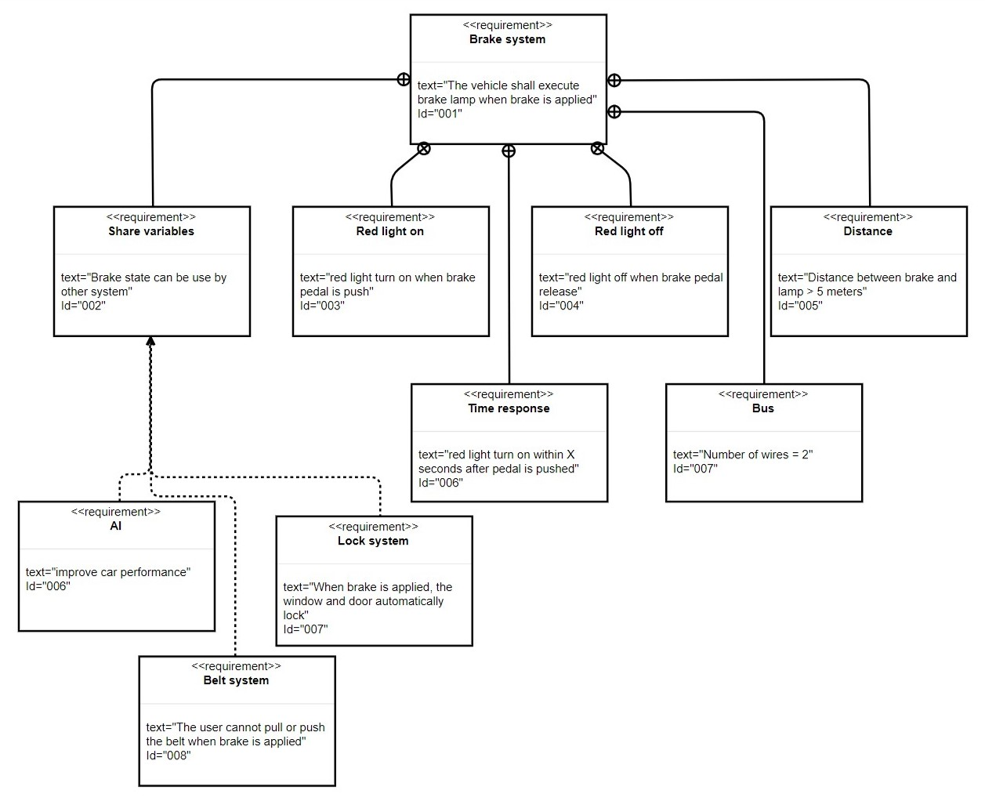 <<requirement>>
Brake system
text="The vehicle shall execute
brake lamp when brake is applied"
Id="001"
<<requirement>>
Share variables
text="Brake state can be use by
other system"
Id="002"
<<requirement>>
Red light on
text="red light turn on when brake
pedal is push"
Id="003"
<<requirement>>
Red light off
text="red light off when brake pedal
release"
Id="004"
<<requirement>>
Distance
text="Distance between brake and
lamp > 5 meters"
Id="005"
<<requirement>>
Time response
text="red light turn on within X
seconds after pedal is pushed"
Id="006"
<<requirement>>
Bus
text="Number of wires = 2"
Id="007"
<<requirement>>
AI
text="improve car performance"
Id="006"
<<requirement>>
Lock system
text="When brake is applied, the
window and door automatically
lock"
Id="007"
<<requirement>>
Belt system
text="The user cannot pull or push
the belt when brake is applied"
Id="008"